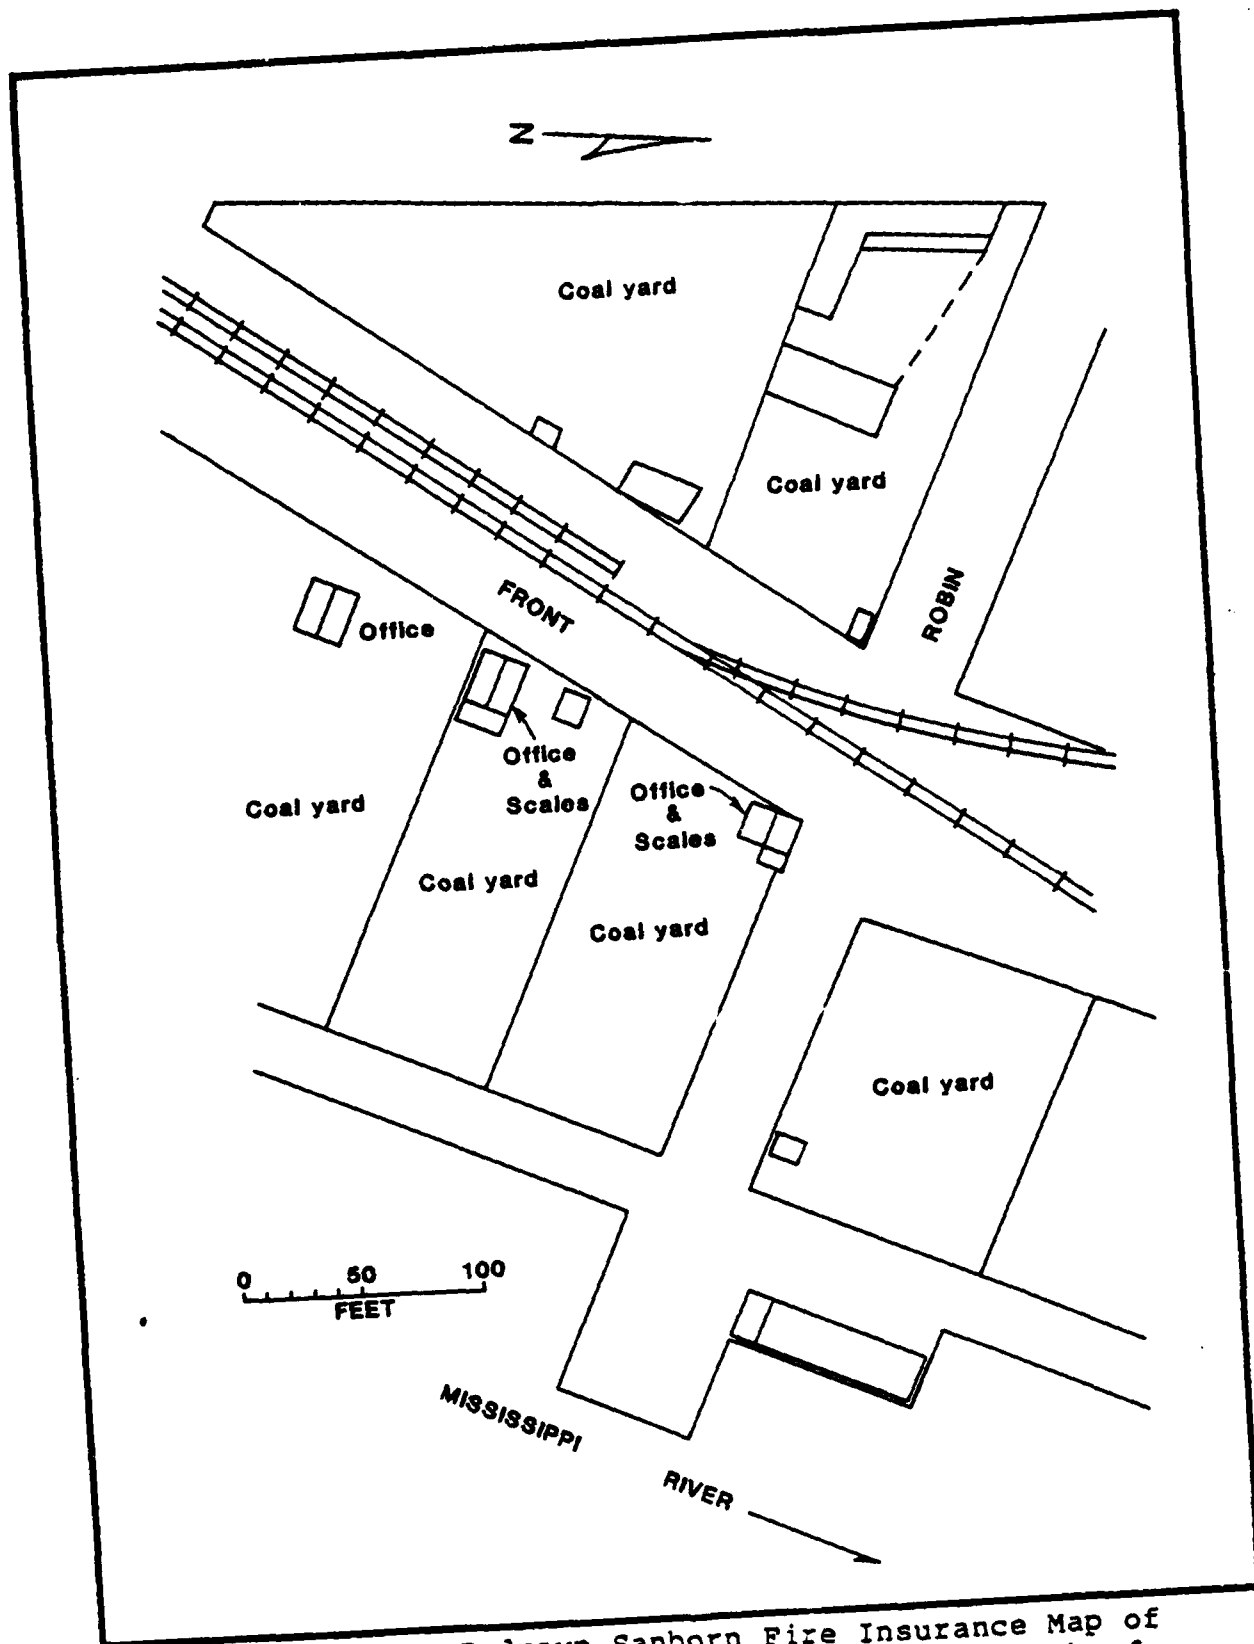 N
Coal yard
Coal yard
ROBIN
FRONT
Office
Office
&
Scales
Office
&
Scales
Coal yard
Coal yard
Coal yard
Coal yard
0 50 100
FEET
MISSISSIPPI
RIVER
Sanborn Fire Insurance Map of